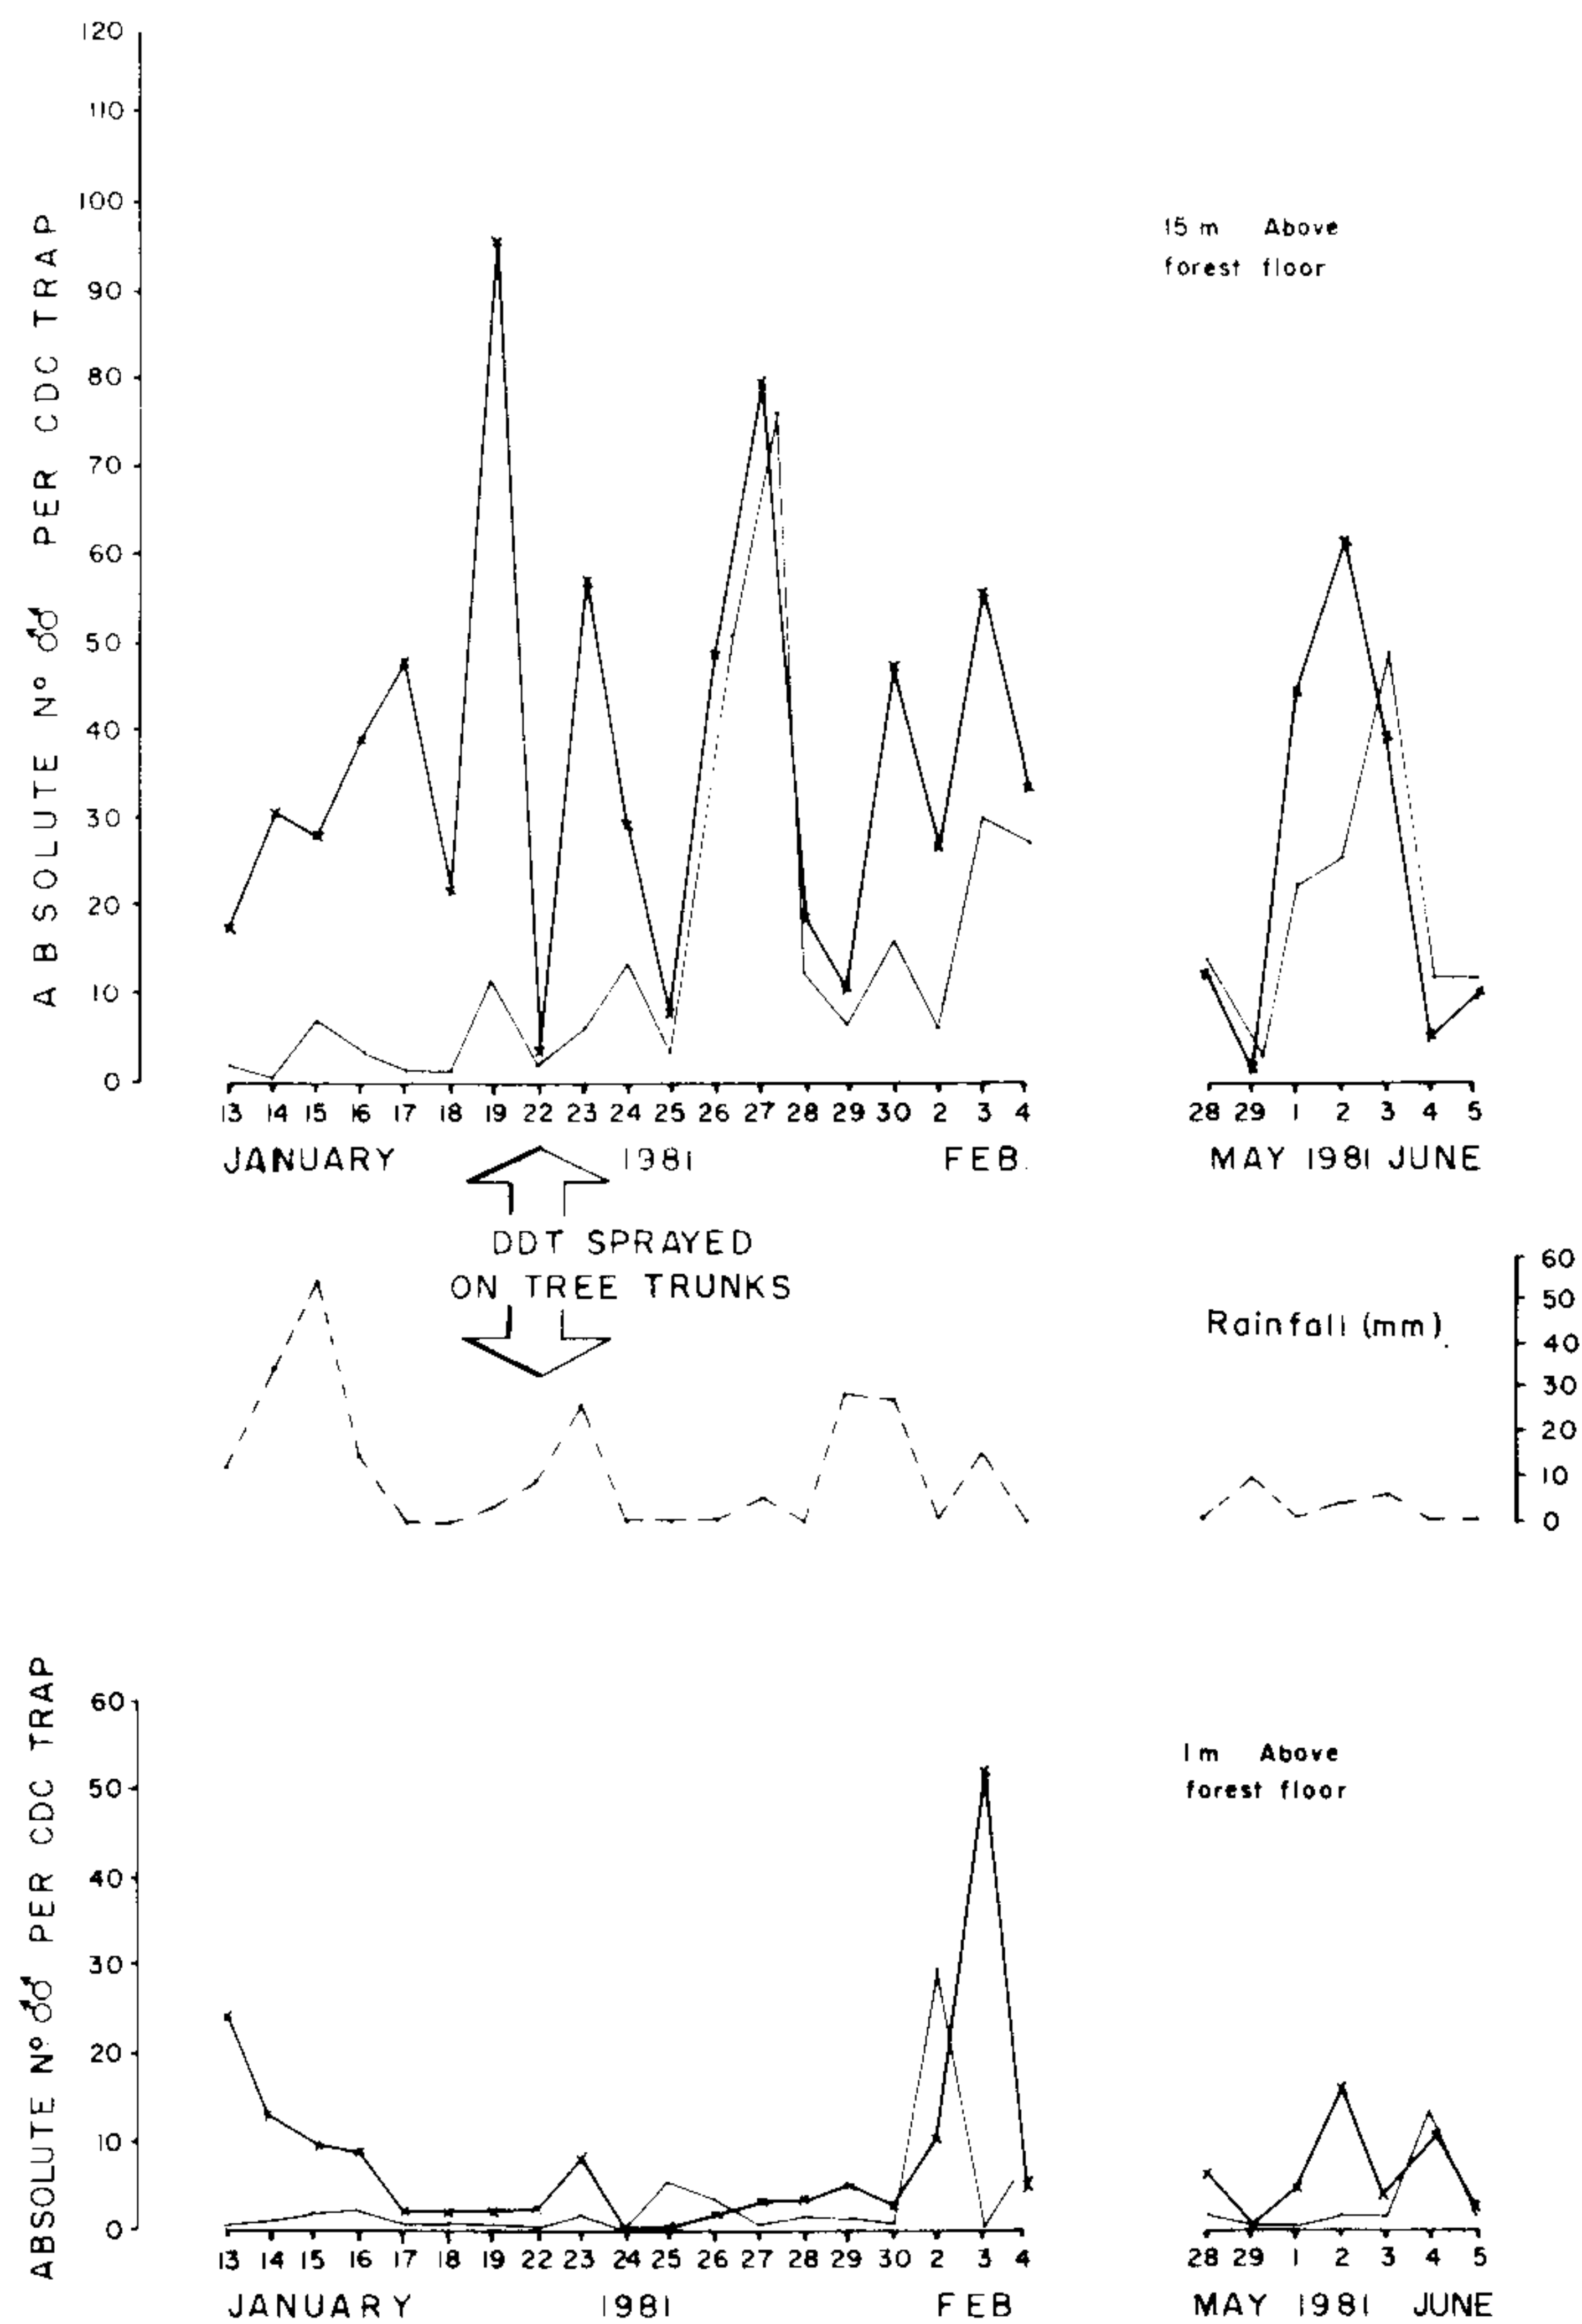 120
110
100
90
80
70
60
50
40
30
20
10
0
ABSOLUTE Nº ♂♂ PER CDC TRAP
15 m Above
forest floor
13 14 15 16 17 18 19 22 23 24 25 26 27 28 29 30 2 3 4
28 29 1 2 3 4 5
JANUARY 1981 FEB.
MAY 1981 JUNE
DDT SPRAYED
ON TREE TRUNKS
Rainfall (mm).
60
50
40
30
20
10
0
60
50
40
30
20
10
0
ABSOLUTE Nº ♂♂ PER CDC TRAP
1 m Above
forest floor
13 14 15 16 17 18 19 22 23 24 25 26 27 28 29 30 2 3 4
28 29 1 2 3 4 5
JANUARY 1981 FEB
MAY 1981 JUNE